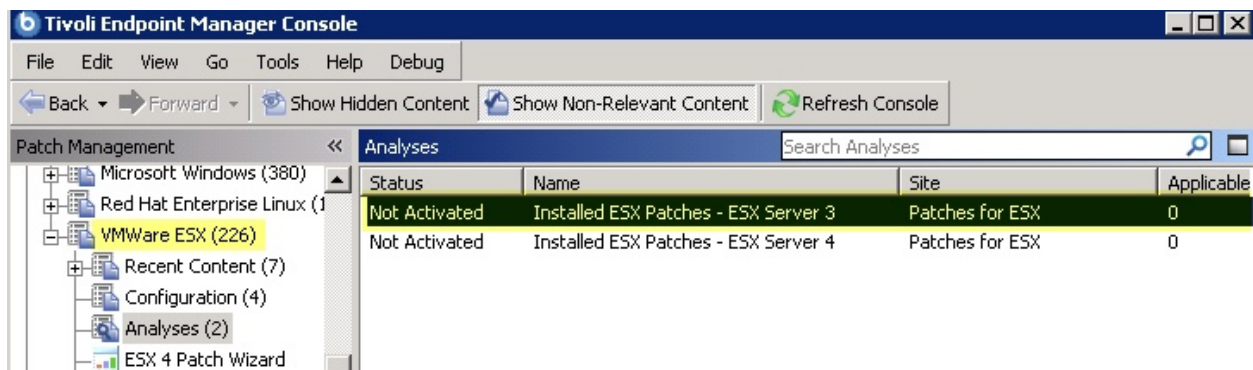 Tivoli Endpoint Manager Console
File Edit View Go Tools Help Debug
Back Forward Show Hidden Content Show Non-Relevant Content Refresh Console
Patch Management « Analyses Search Analyses
Microsoft Windows (380)
Red Hat Enterprise Linux (1
VMWare ESX (226)
Recent Content (7)
Configuration (4)
Analyses (2)
ESX 4 Patch Wizard
Status Name Site Applicable
Not Activated Installed ESX Patches - ESX Server 3 Patches for ESX 0
Not Activated Installed ESX Patches - ESX Server 4 Patches for ESX 0